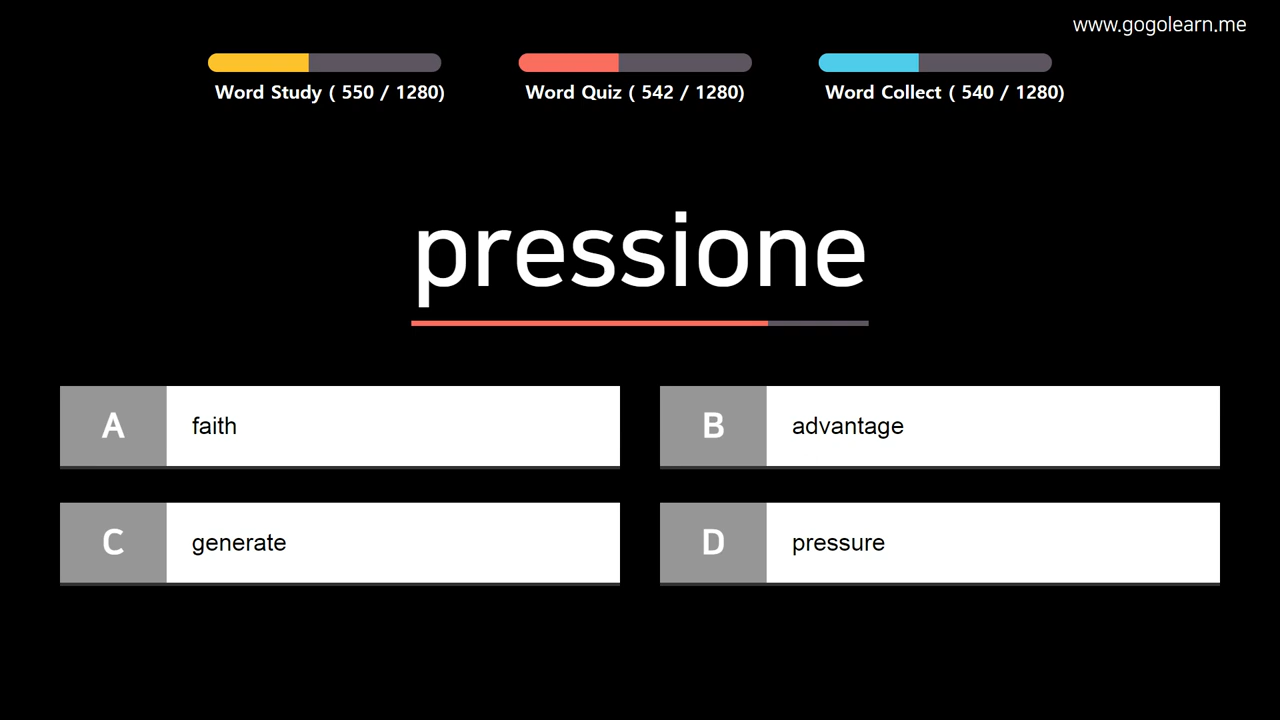 www.gogolearn.me
Word Study ( 550 / 1280)
Word Quiz ( 542 / 1280)
Word Collect ( 540 / 1280)
pressione
A faith
B advantage
C generate
D pressure